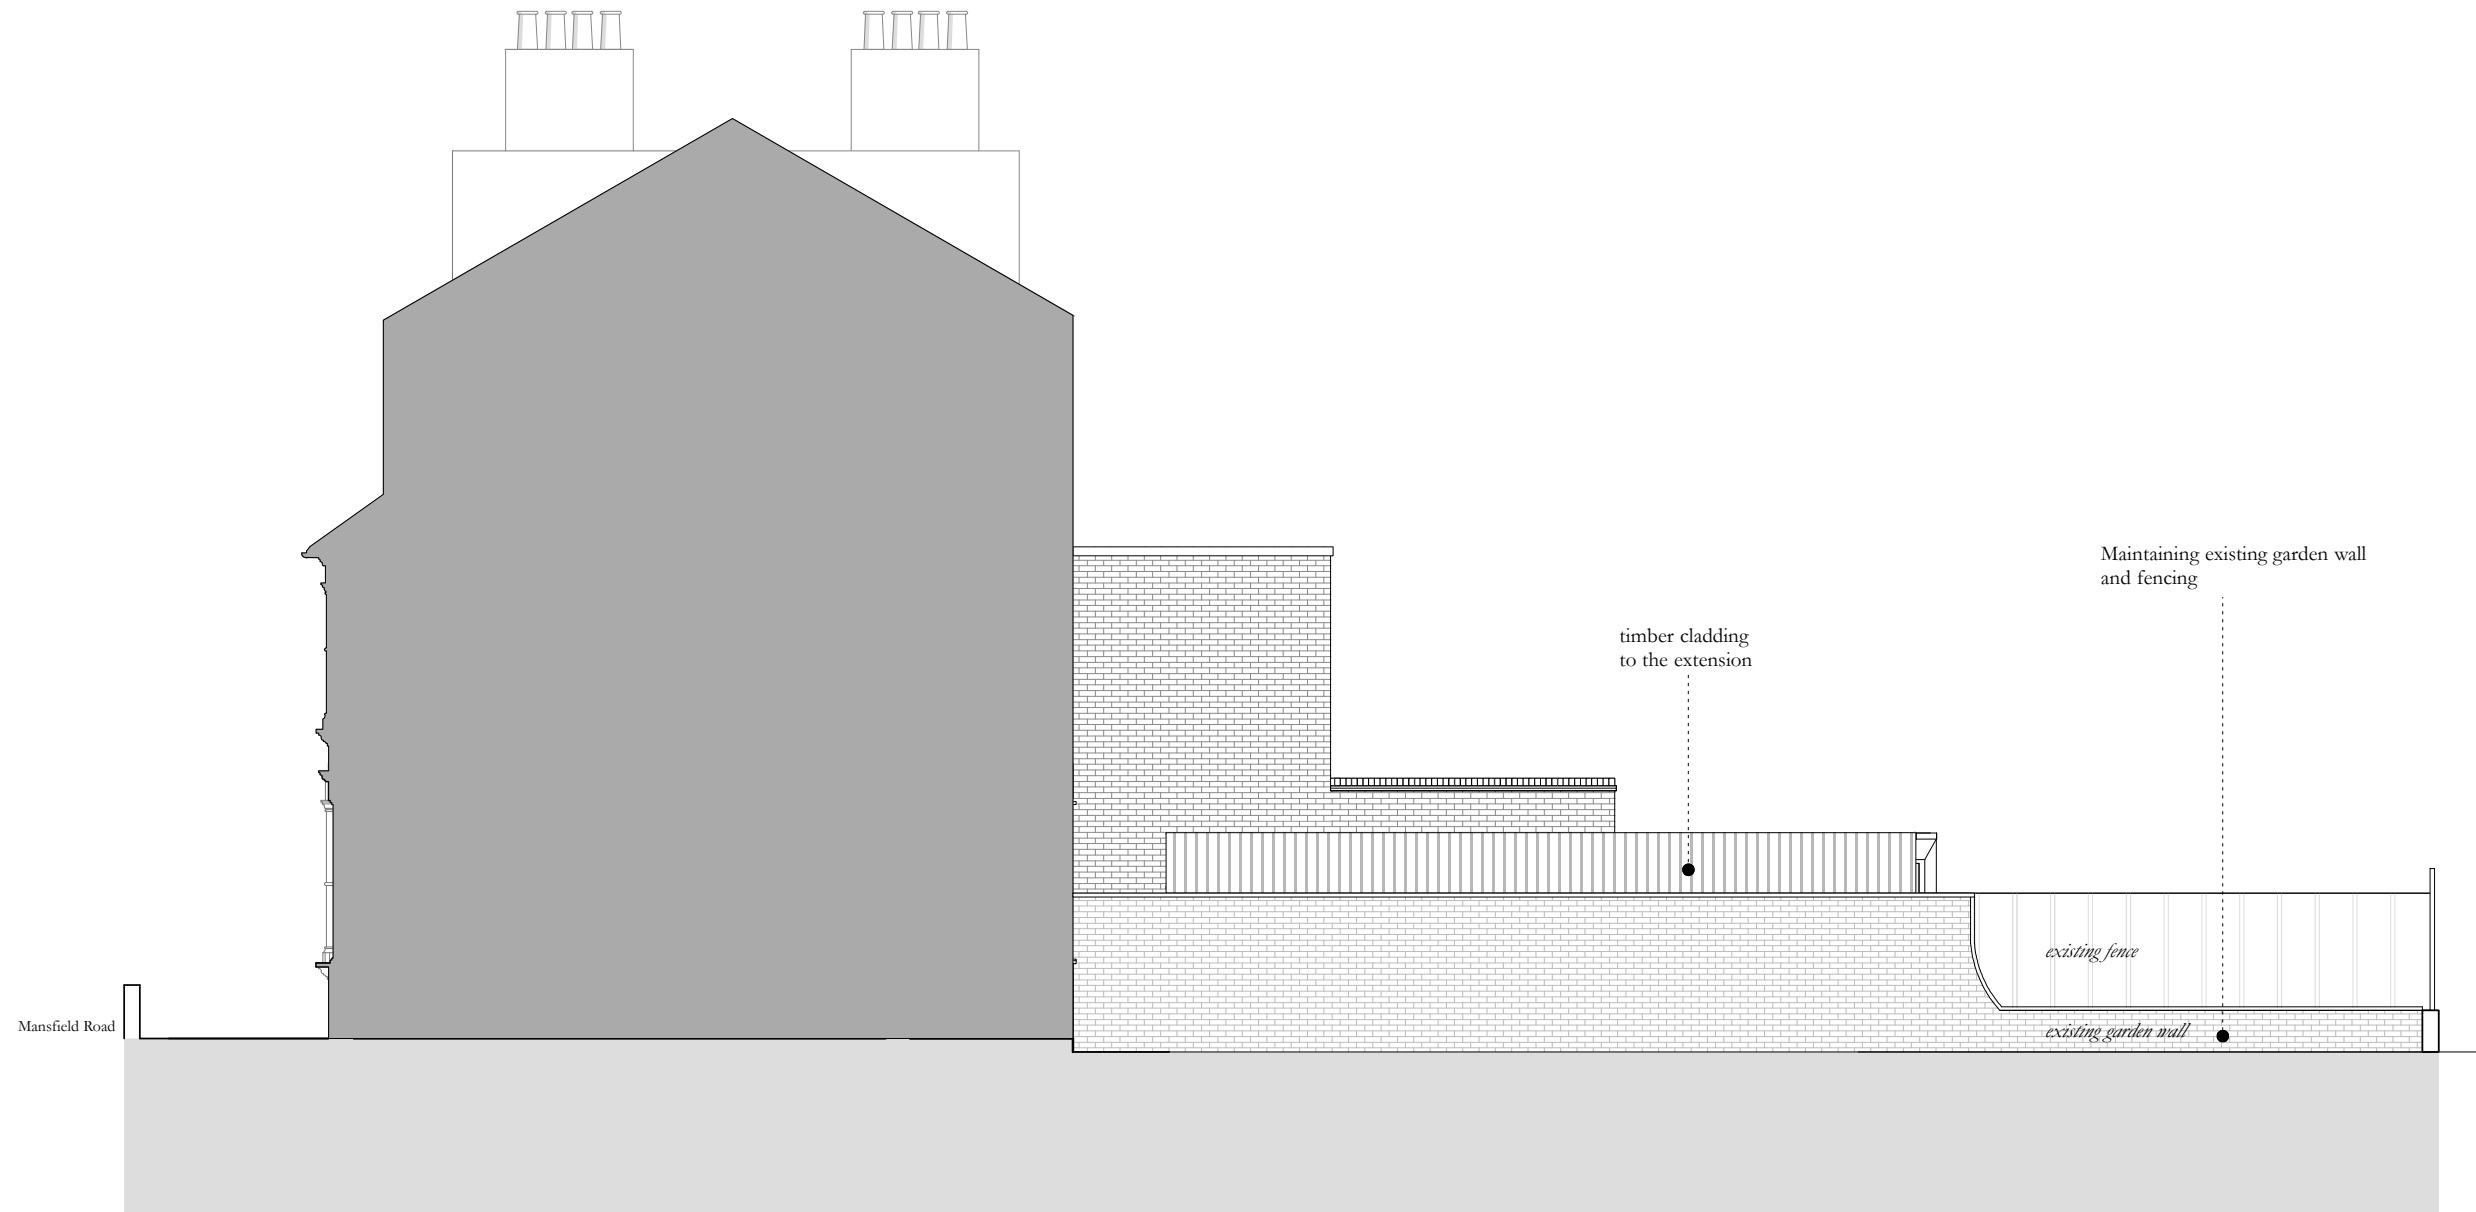 Maintaining existing garden wall
and fencing
timber cladding
to the extension
existing fence
Mansfield Road
existing garden wall